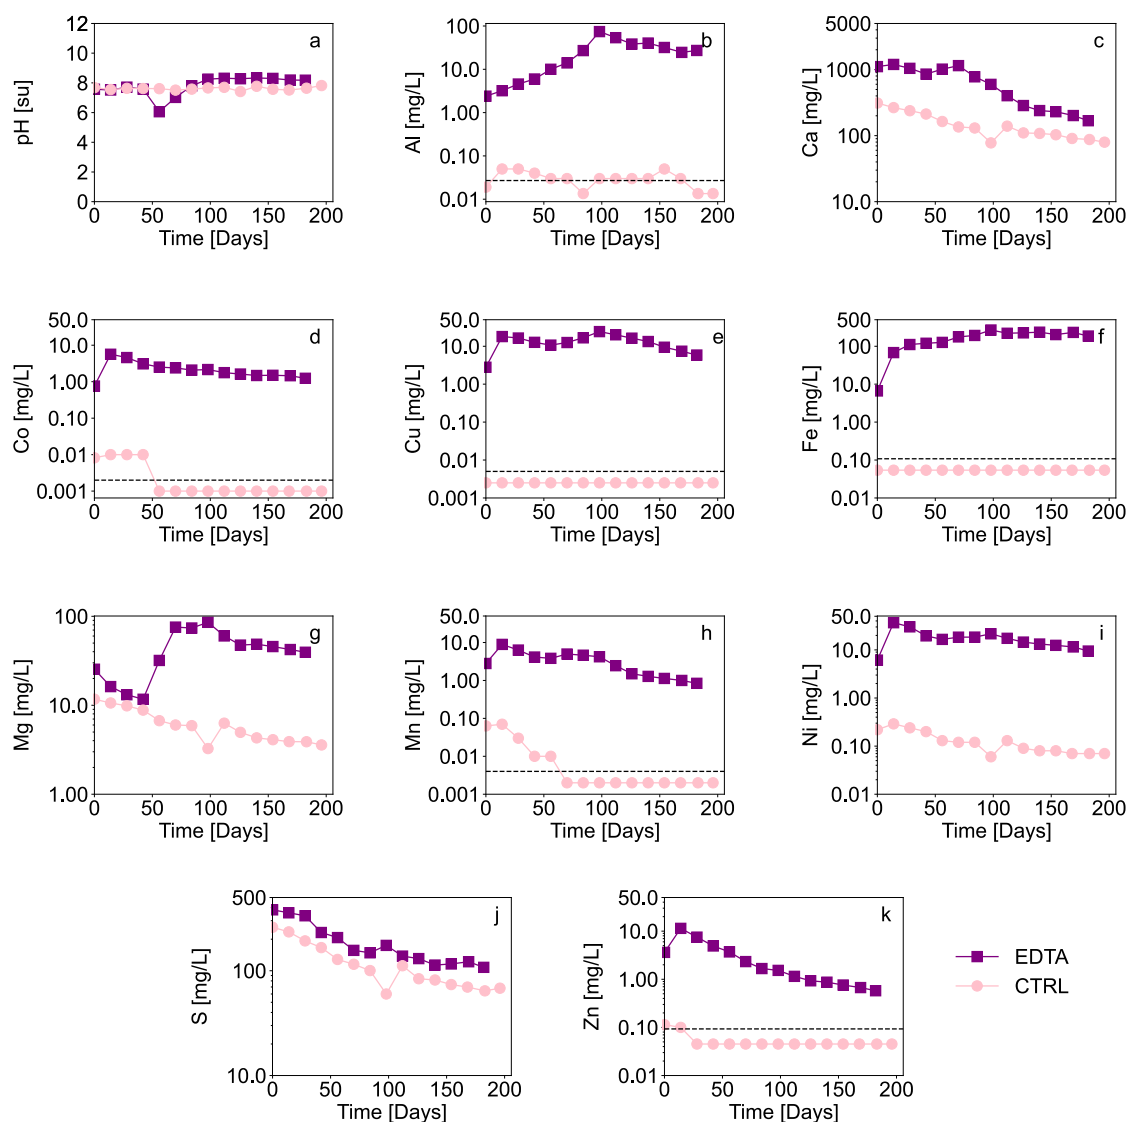 a
12
10
8
6
4
2
0
pH [su]
0 50 100 150 200
Time [Days]
b
100
10.0
1.00
0.10
0.01
Al [mg/L]
0 50 100 150 200
Time [Days]
c
5000
1000
100
10.0
Ca [mg/L]
0 50 100 150 200
Time [Days]
d
50.0
10.0
1.00
0.10
0.01
0.001
Co [mg/L]
0 50 100 150 200
Time [Days]
e
50.0
10.0
1.00
0.10
0.01
0.001
Cu [mg/L]
0 50 100 150 200
Time [Days]
f
500
100
10.0
1.00
0.10
0.01
Fe [mg/L]
0 50 100 150 200
Time [Days]
g
100
10.0
1.00
Mg [mg/L]
0 50 100 150 200
Time [Days]
h
50.0
10.0
1.00
0.10
0.01
0.001
Mn [mg/L]
0 50 100 150 200
Time [Days]
i
50.0
10.0
1.00
0.10
0.01
Ni [mg/L]
0 50 100 150 200
Time [Days]
j
500
100
10.0
S [mg/L]
0 50 100 150 200
Time [Days]
k
50.0
10.0
1.00
0.10
0.01
Zn [mg/L]
0 50 100 150 200
Time [Days]
EDTA
CTRL